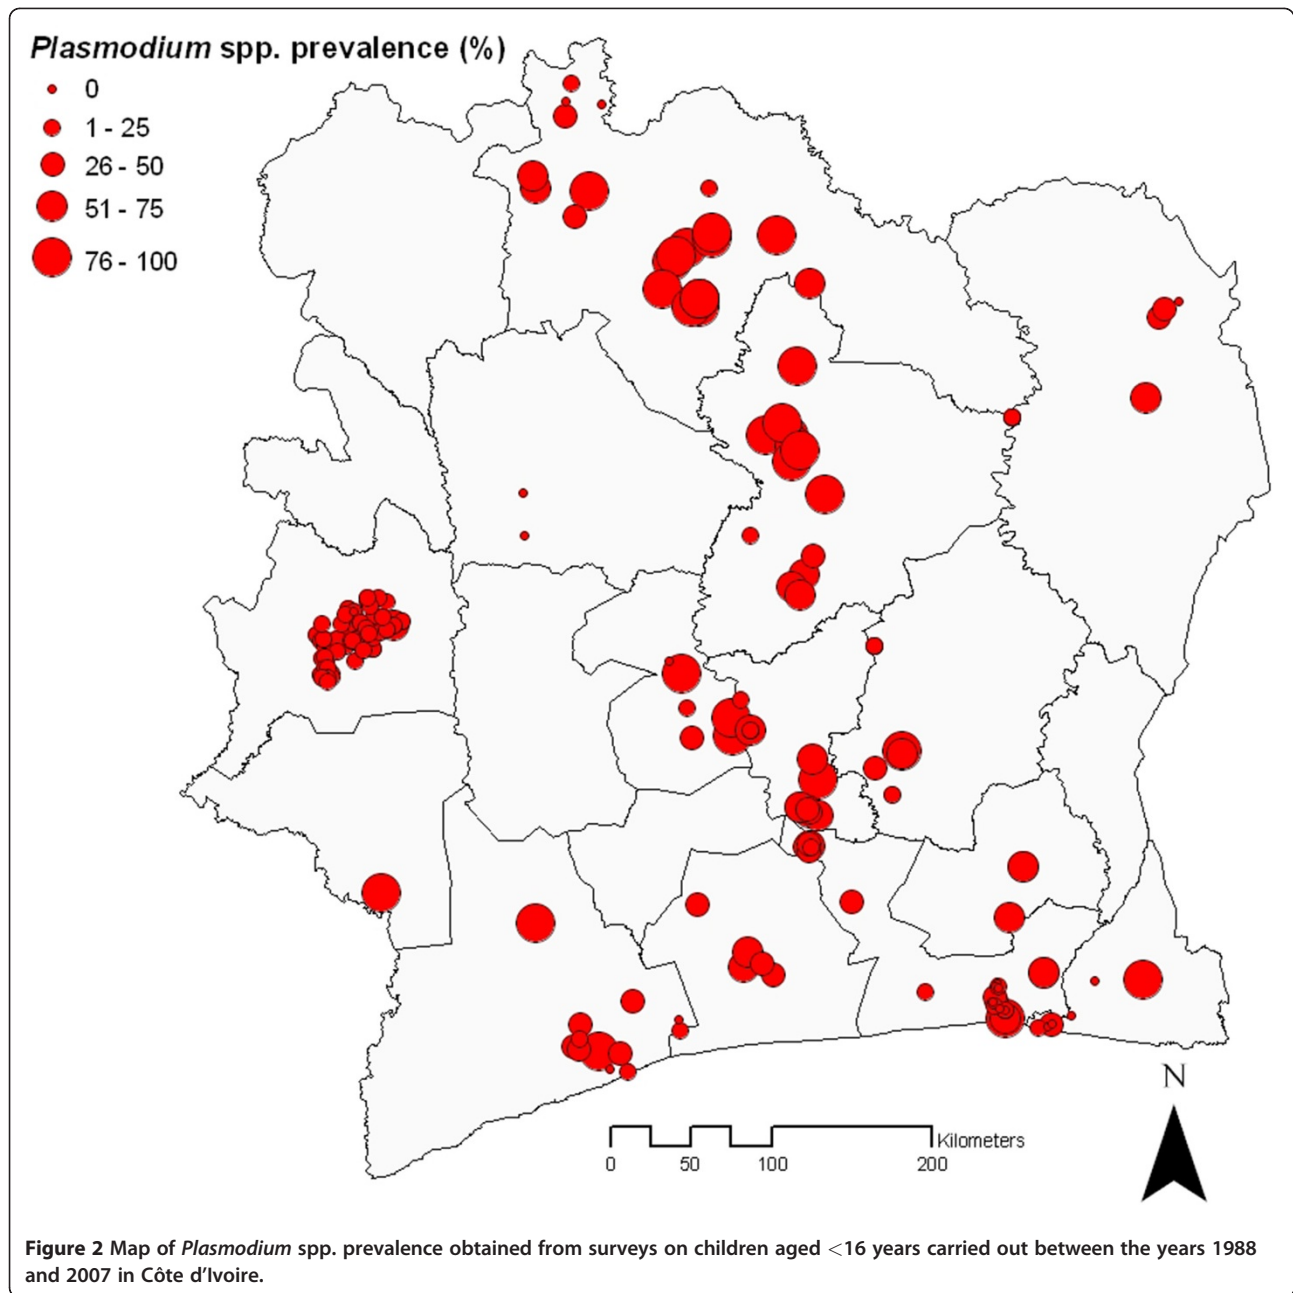 Plasmodium spp. prevalence (%)
0
1 - 25
26 - 50
51 - 75
76 - 100
N
Kilometers
0 50 100 200
Figure 2 Map of Plasmodium spp. prevalence obtained from surveys on children aged <16 years carried out between the years 1988
and 2007 in Côte d'Ivoire.